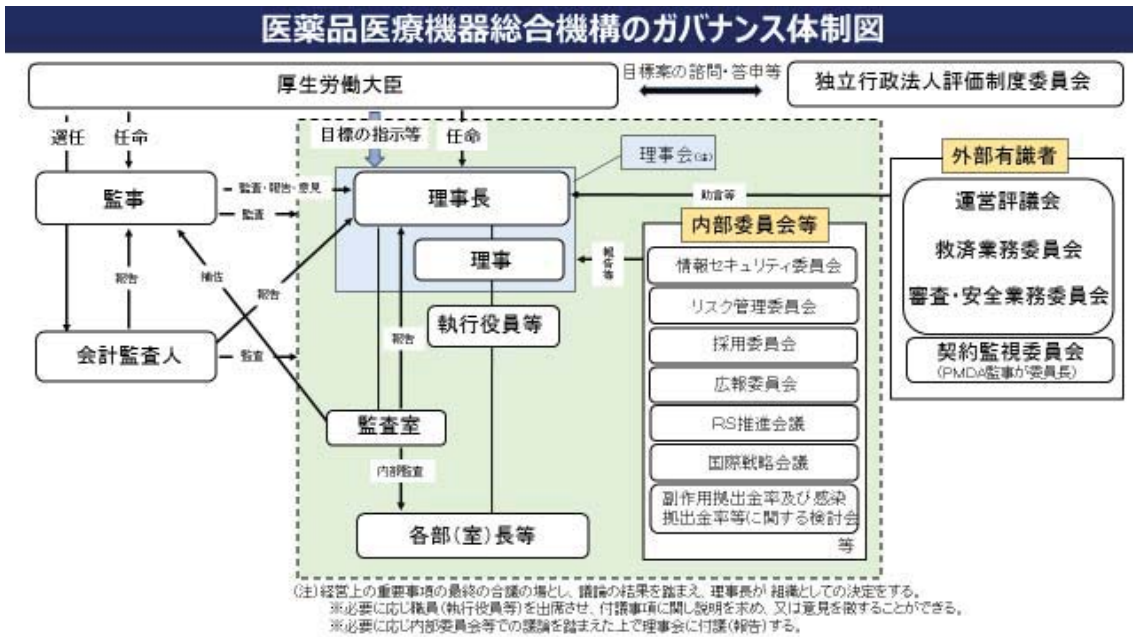 医薬品医療機器総合機構のガバナンス体制図
厚生労働大臣
目標案の諮問・答申等
独立行政法人評価制度委員会
選任
任命
目標の指示等
任命
理事会(注)
外部有識者
監事
監査・報告・意見
監査
理事長
助言等
運営評議会
救済業務委員会
審査・安全業務委員会
契約監視委員会
(PMDA監事が委員長)
内部委員会等
理事
報告等
情報セキュリティ委員会
リスク管理委員会
採用委員会
広報委員会
RS推進会議
国際戦略会議
副作用拠出金率及び感染
拠出金率等に関する検討会
等
報告
補佐
報告
執行役員等
報告
会計監査人
監査
監査室
内部監査
各部(室)長等
(注)経営上の重要事項の最終の合議の場とし、議論の結果を踏まえ、理事長が組織としての決定をする。
※必要に応じ職員(執行役員等)を出席させ、付議事項に関し説明を求め、又は意見を徴することができる。
※必要に応じ内部委員会等での議論を踏まえた上で理事会に付議(報告)する。